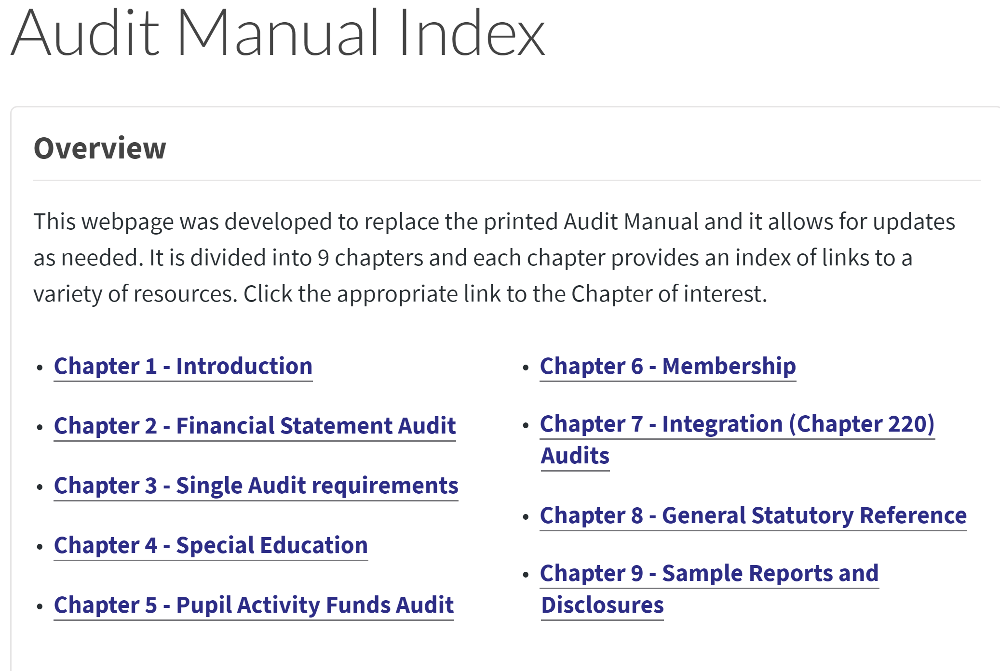 Audit Manual Index
Overview
This webpage was developed to replace the printed Audit Manual and it allows for updates
as needed. It is divided into 9 chapters and each chapter provides an index of links to a
variety of resources. Click the appropriate link to the Chapter of interest.
• Chapter 1 - Introduction
• Chapter 2 - Financial Statement Audit
• Chapter 3 - Single Audit requirements
• Chapter 4 - Special Education
• Chapter 5 - Pupil Activity Funds Audit
• Chapter 6 - Membership
• Chapter 7 - Integration (Chapter 220)
Audits
• Chapter 8 - General Statutory Reference
• Chapter 9 - Sample Reports and
Disclosures